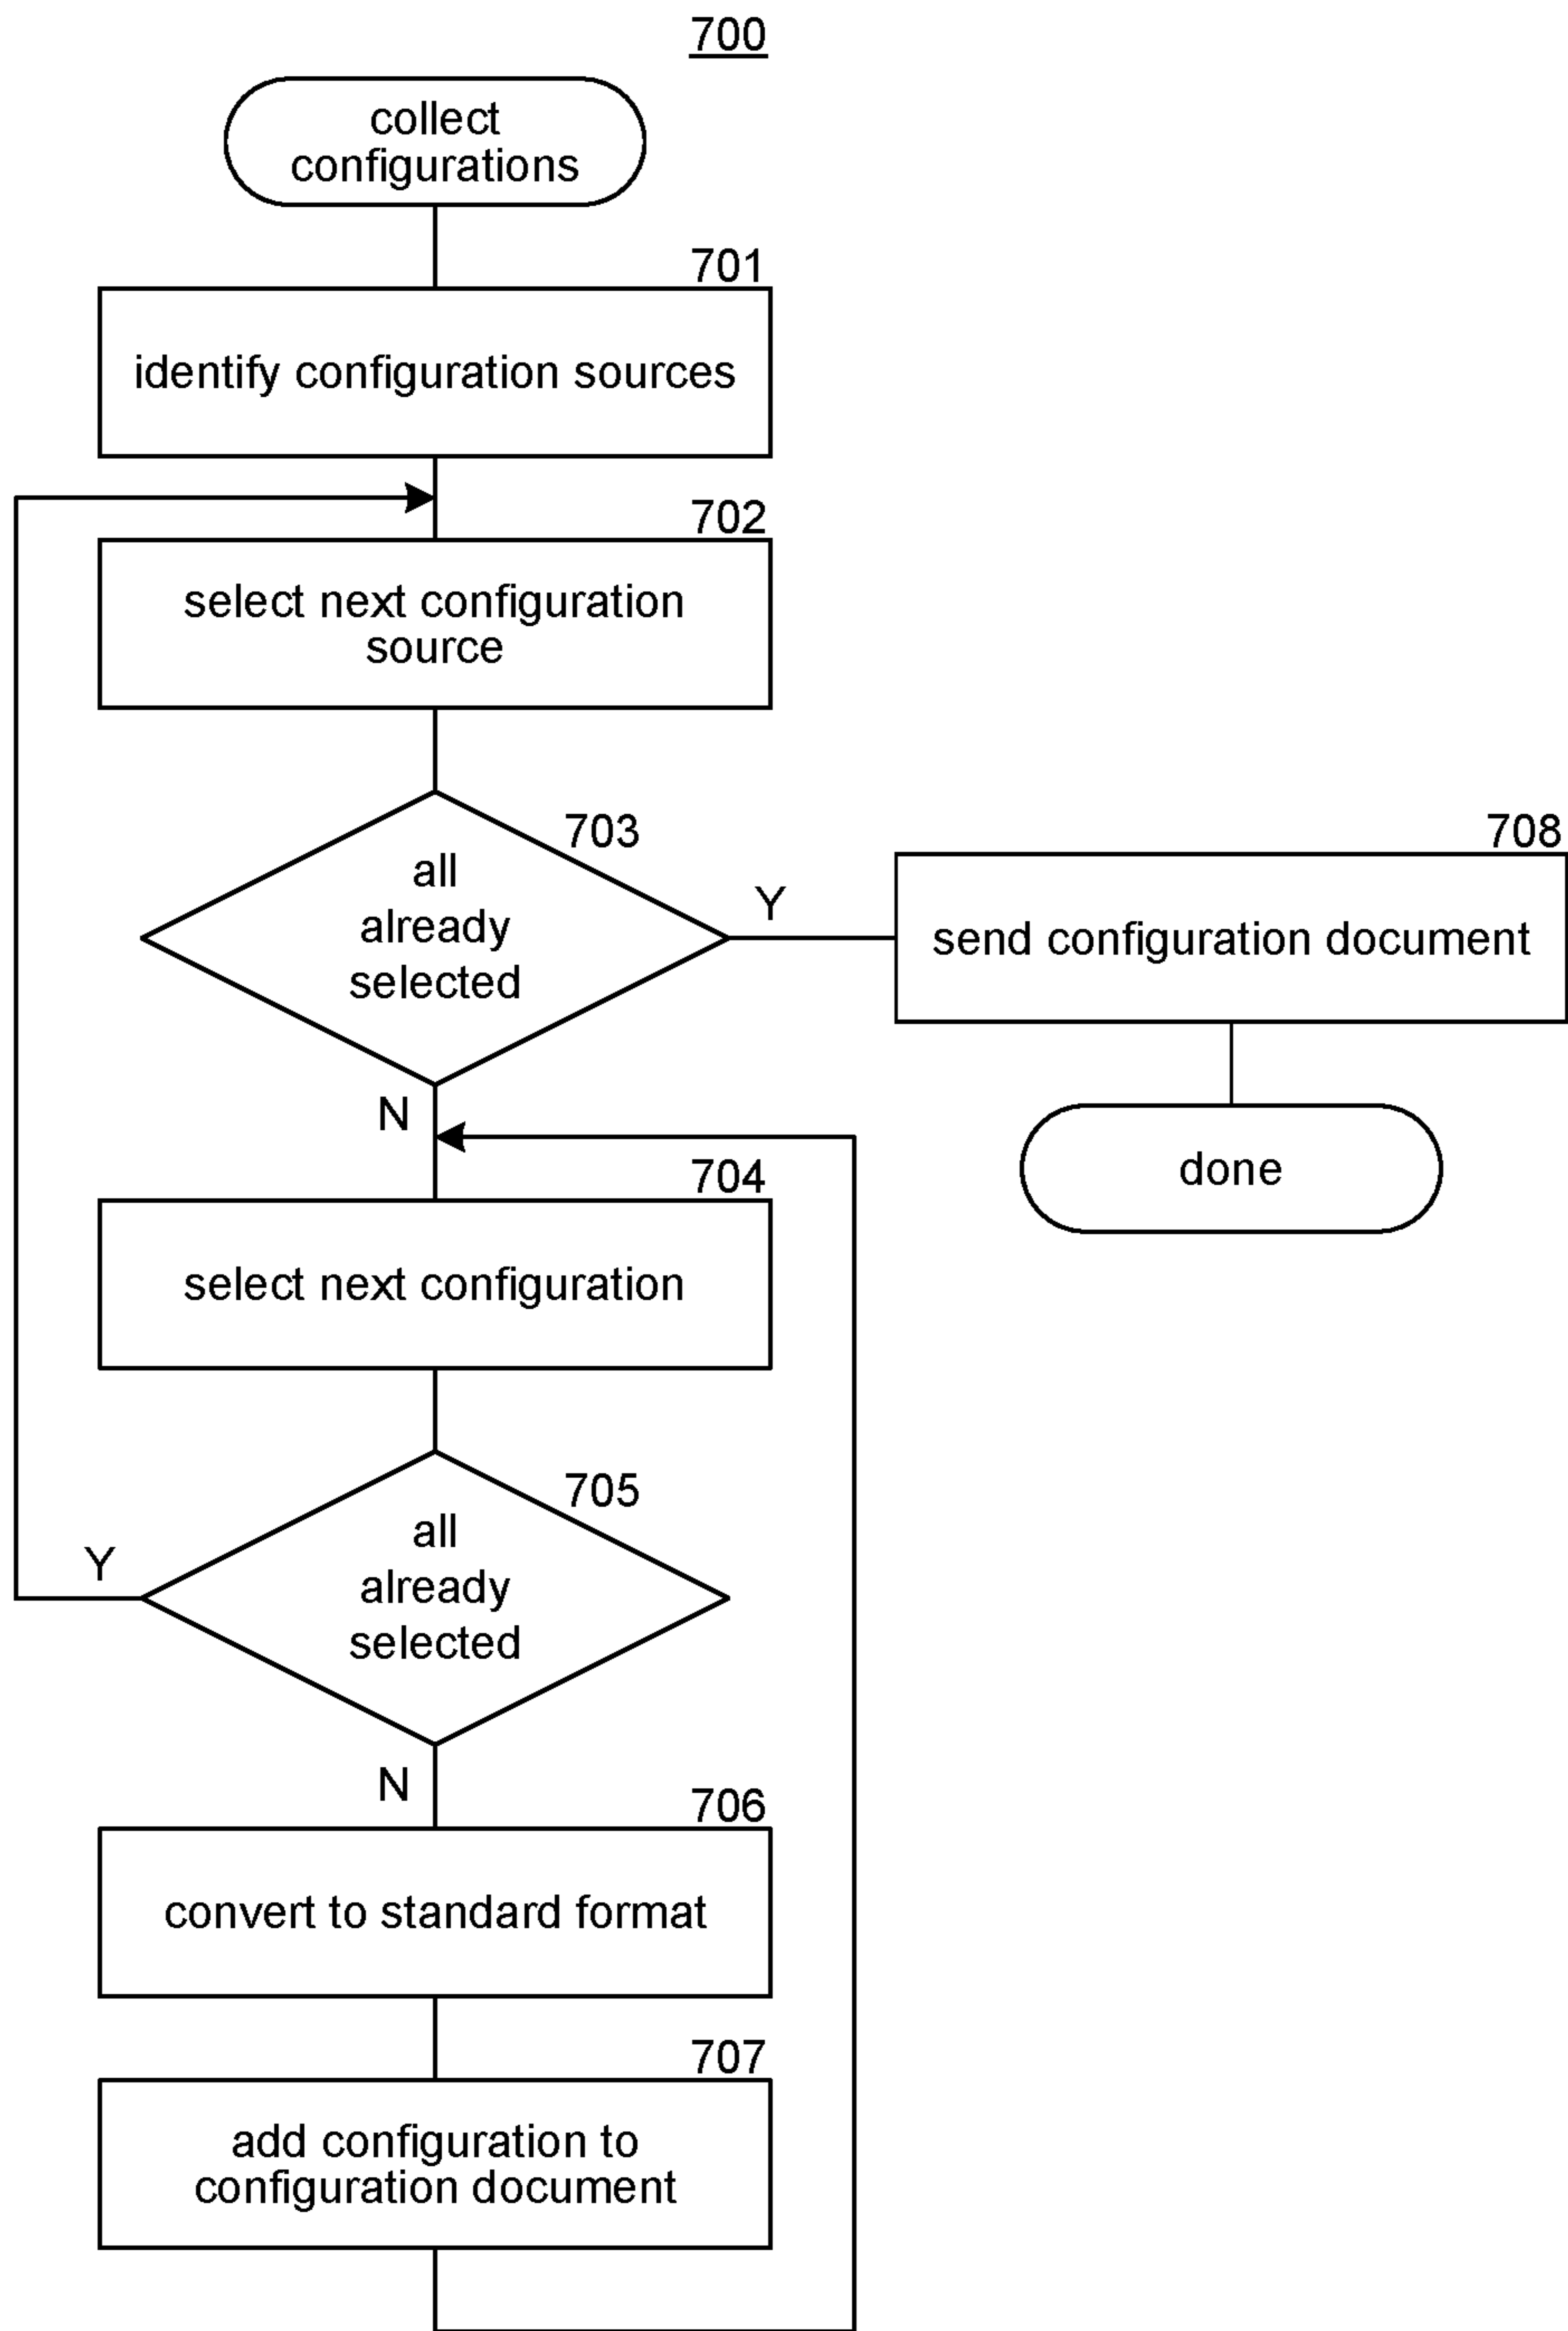 700
collect
configurations
701
identify configuration sources
702
select next configuration
source
703
all
already
selected
Y
708
send configuration document
done
N
704
select next configuration
705
all
already
selected
Y
N
706
convert to standard format
707
add configuration to
configuration document